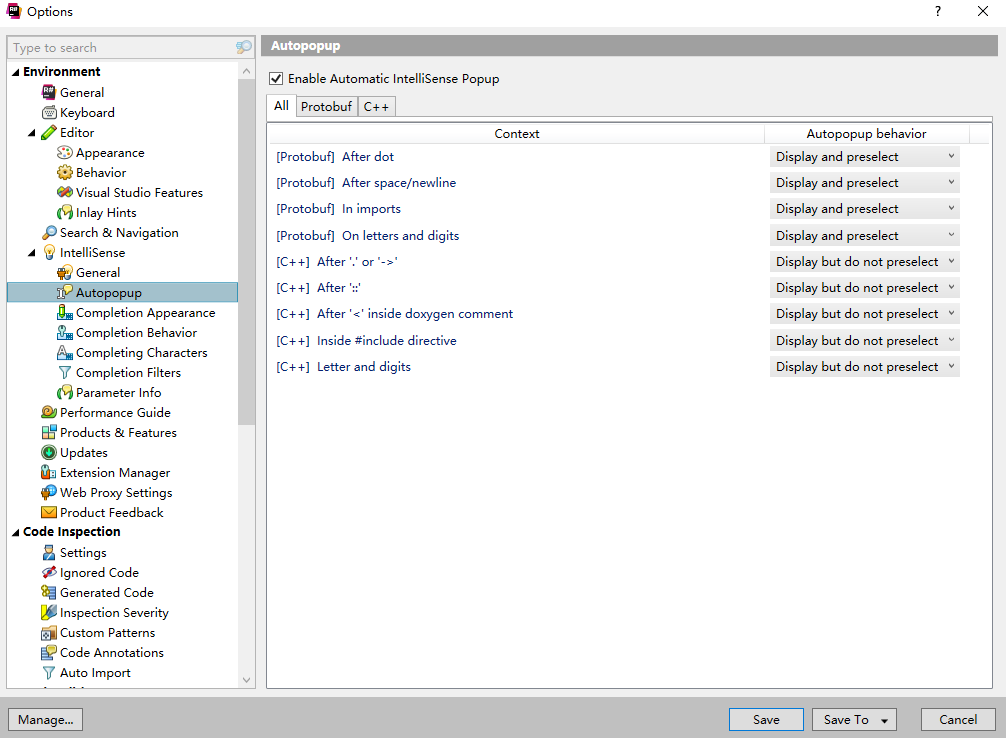 Options
?
Type to search
Environment
General
Keyboard
Editor
Appearance
Behavior
Visual Studio Features
Inlay Hints
Search & Navigation
IntelliSense
General
Autopopup
Completion Appearance
Completion Behavior
Completing Characters
Completion Filters
Parameter Info
Performance Guide
Products & Features
Updates
Extension Manager
Web Proxy Settings
Product Feedback
Code Inspection
Settings
Ignored Code
Generated Code
Inspection Severity
Custom Patterns
Code Annotations
Auto Import
Autopopup
Enable Automatic IntelliSense Popup
All Protobuf C++
Context Autopopup behavior
[Protobuf] After dot Display and preselect
[Protobuf] After space/newline Display and preselect
[Protobuf] In imports Display and preselect
[Protobuf] On letters and digits Display and preselect
[C++] After '.' or '->' Display but do not preselect
[C++] After '::' Display but do not preselect
[C++] After '<' inside doxygen comment Display but do not preselect
[C++] Inside #include directive Display but do not preselect
[C++] Letter and digits Display but do not preselect
Manage... Save Save To Cancel